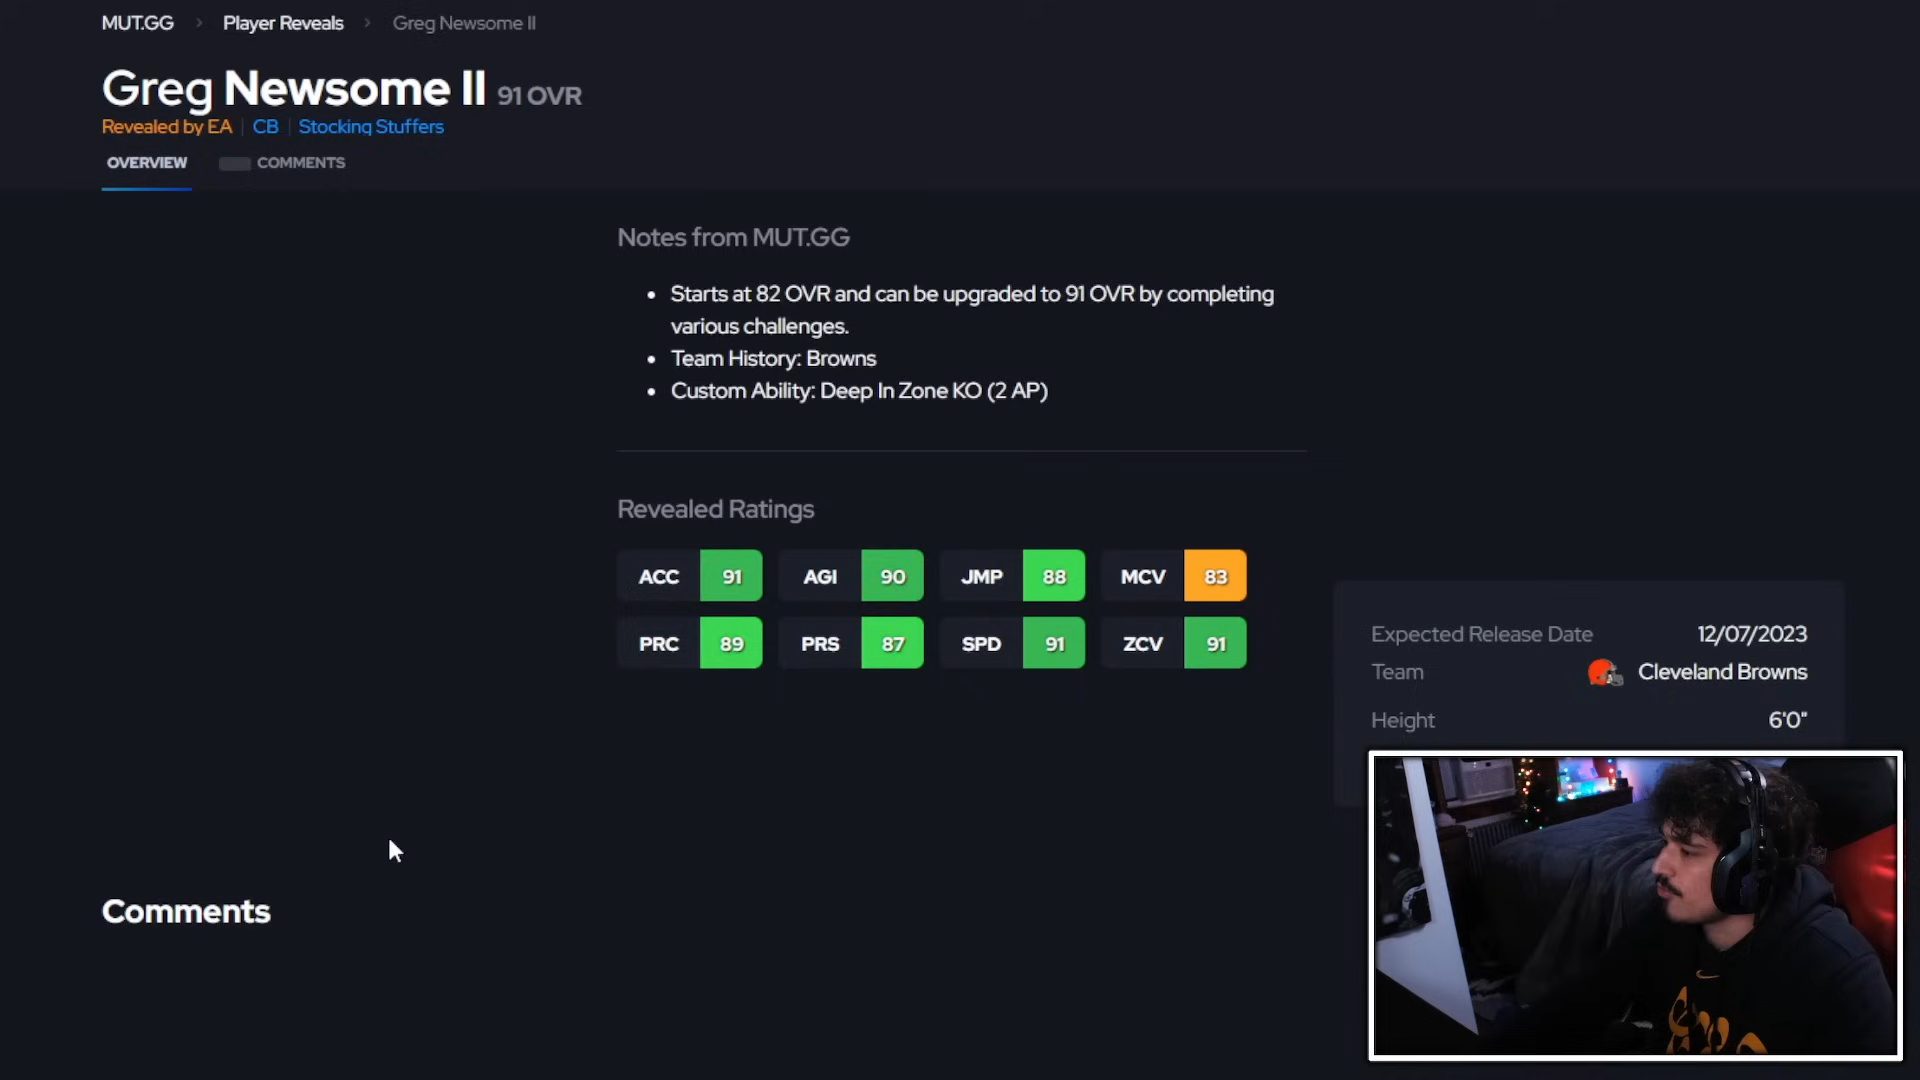 MUT.GG > Player Reveals > Greg Newsome II
Greg Newsome II 91 OVR
Revealed by EA | CB | Stocking Stuffers
OVERVIEW COMMENTS
Notes from MUT.GG
• Starts at 82 OVR and can be upgraded to 91 OVR by completing
various challenges.
• Team History: Browns
• Custom Ability: Deep In Zone KO (2 AP)
Revealed Ratings
ACC 91 AGI 90 JMP 88 MCV 83
PRC 89 PRS 87 SPD 91 ZCV 91
Expected Release Date 12/07/2023
Team Cleveland Browns
Height 6'0"
Comments